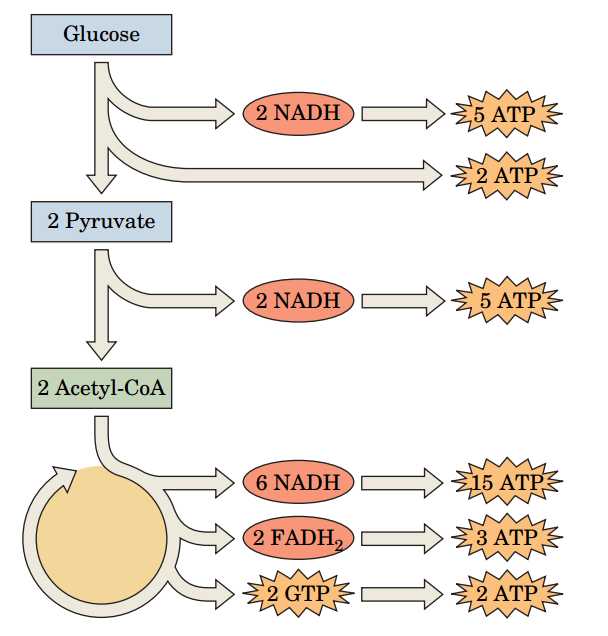 Glucose
2 NADH
5 ATP
2 ATP
2 Pyruvate
2 NADH
5 ATP
2 Acetyl-CoA
6 NADH
15 ATP
2 FADH₂
3 ATP
2 GTP
2 ATP